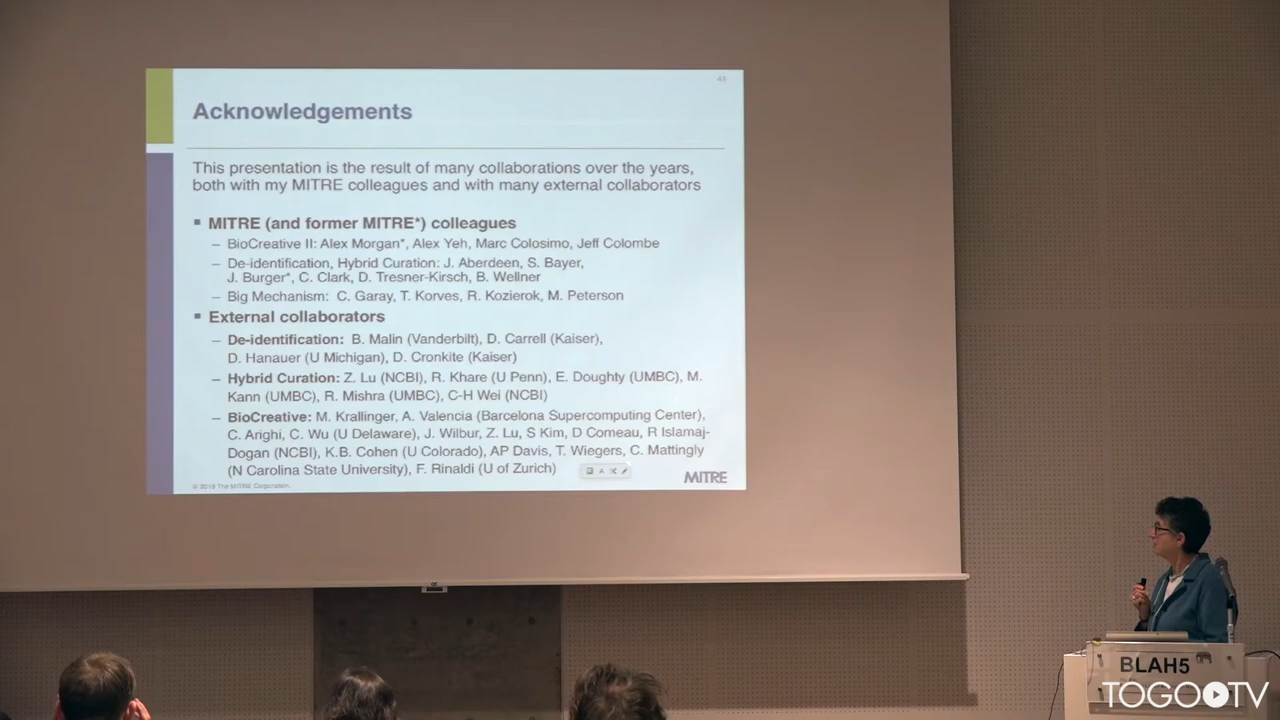 43
Acknowledgements
This presentation is the result of many collaborations over the years,
both with my MITRE colleagues and with many external collaborators
▪ MITRE (and former MITRE*) colleagues
– BioCreative II: Alex Morgan*, Alex Yeh, Marc Colosimo, Jeff Colombe
– De-identification, Hybrid Curation: J. Aberdeen, S. Bayer,
J. Burger*, C. Clark, D. Tresner-Kirsch, B. Wellner
– Big Mechanism: C. Garay, T. Korves, R. Kozierok, M. Peterson
▪ External collaborators
– De-identification: B. Malin (Vanderbilt), D. Carrell (Kaiser),
D. Hanauer (U Michigan), D. Cronkite (Kaiser)
– Hybrid Curation: Z. Lu (NCBI), R. Khare (U Penn), E. Doughty (UMBC), M.
Kann (UMBC), R. Mishra (UMBC), C-H Wei (NCBI)
– BioCreative: M. Krallinger, A. Valencia (Barcelona Supercomputing Center),
C. Arighi, C. Wu (U Delaware), J. Wilbur, Z. Lu, S Kim, D Comeau, R Islamaj-
Dogan (NCBI), K.B. Cohen (U Colorado), AP Davis, T. Wiegers, C. Mattingly
(N Carolina State University), F. Rinaldi (U of Zurich)
© 2019 The MITRE Corporation.
MITRE
BLAH5
TOGOTV